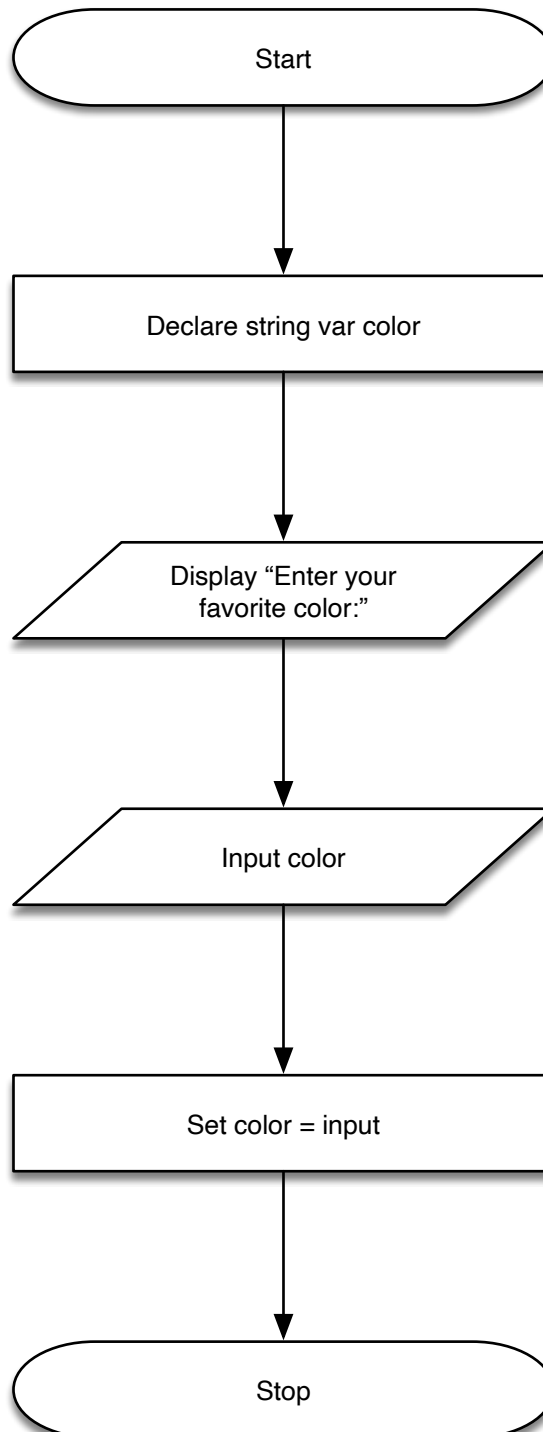 Start
Declare string var color
Display “Enter your
favorite color:”
Input color
Set color = input
Stop